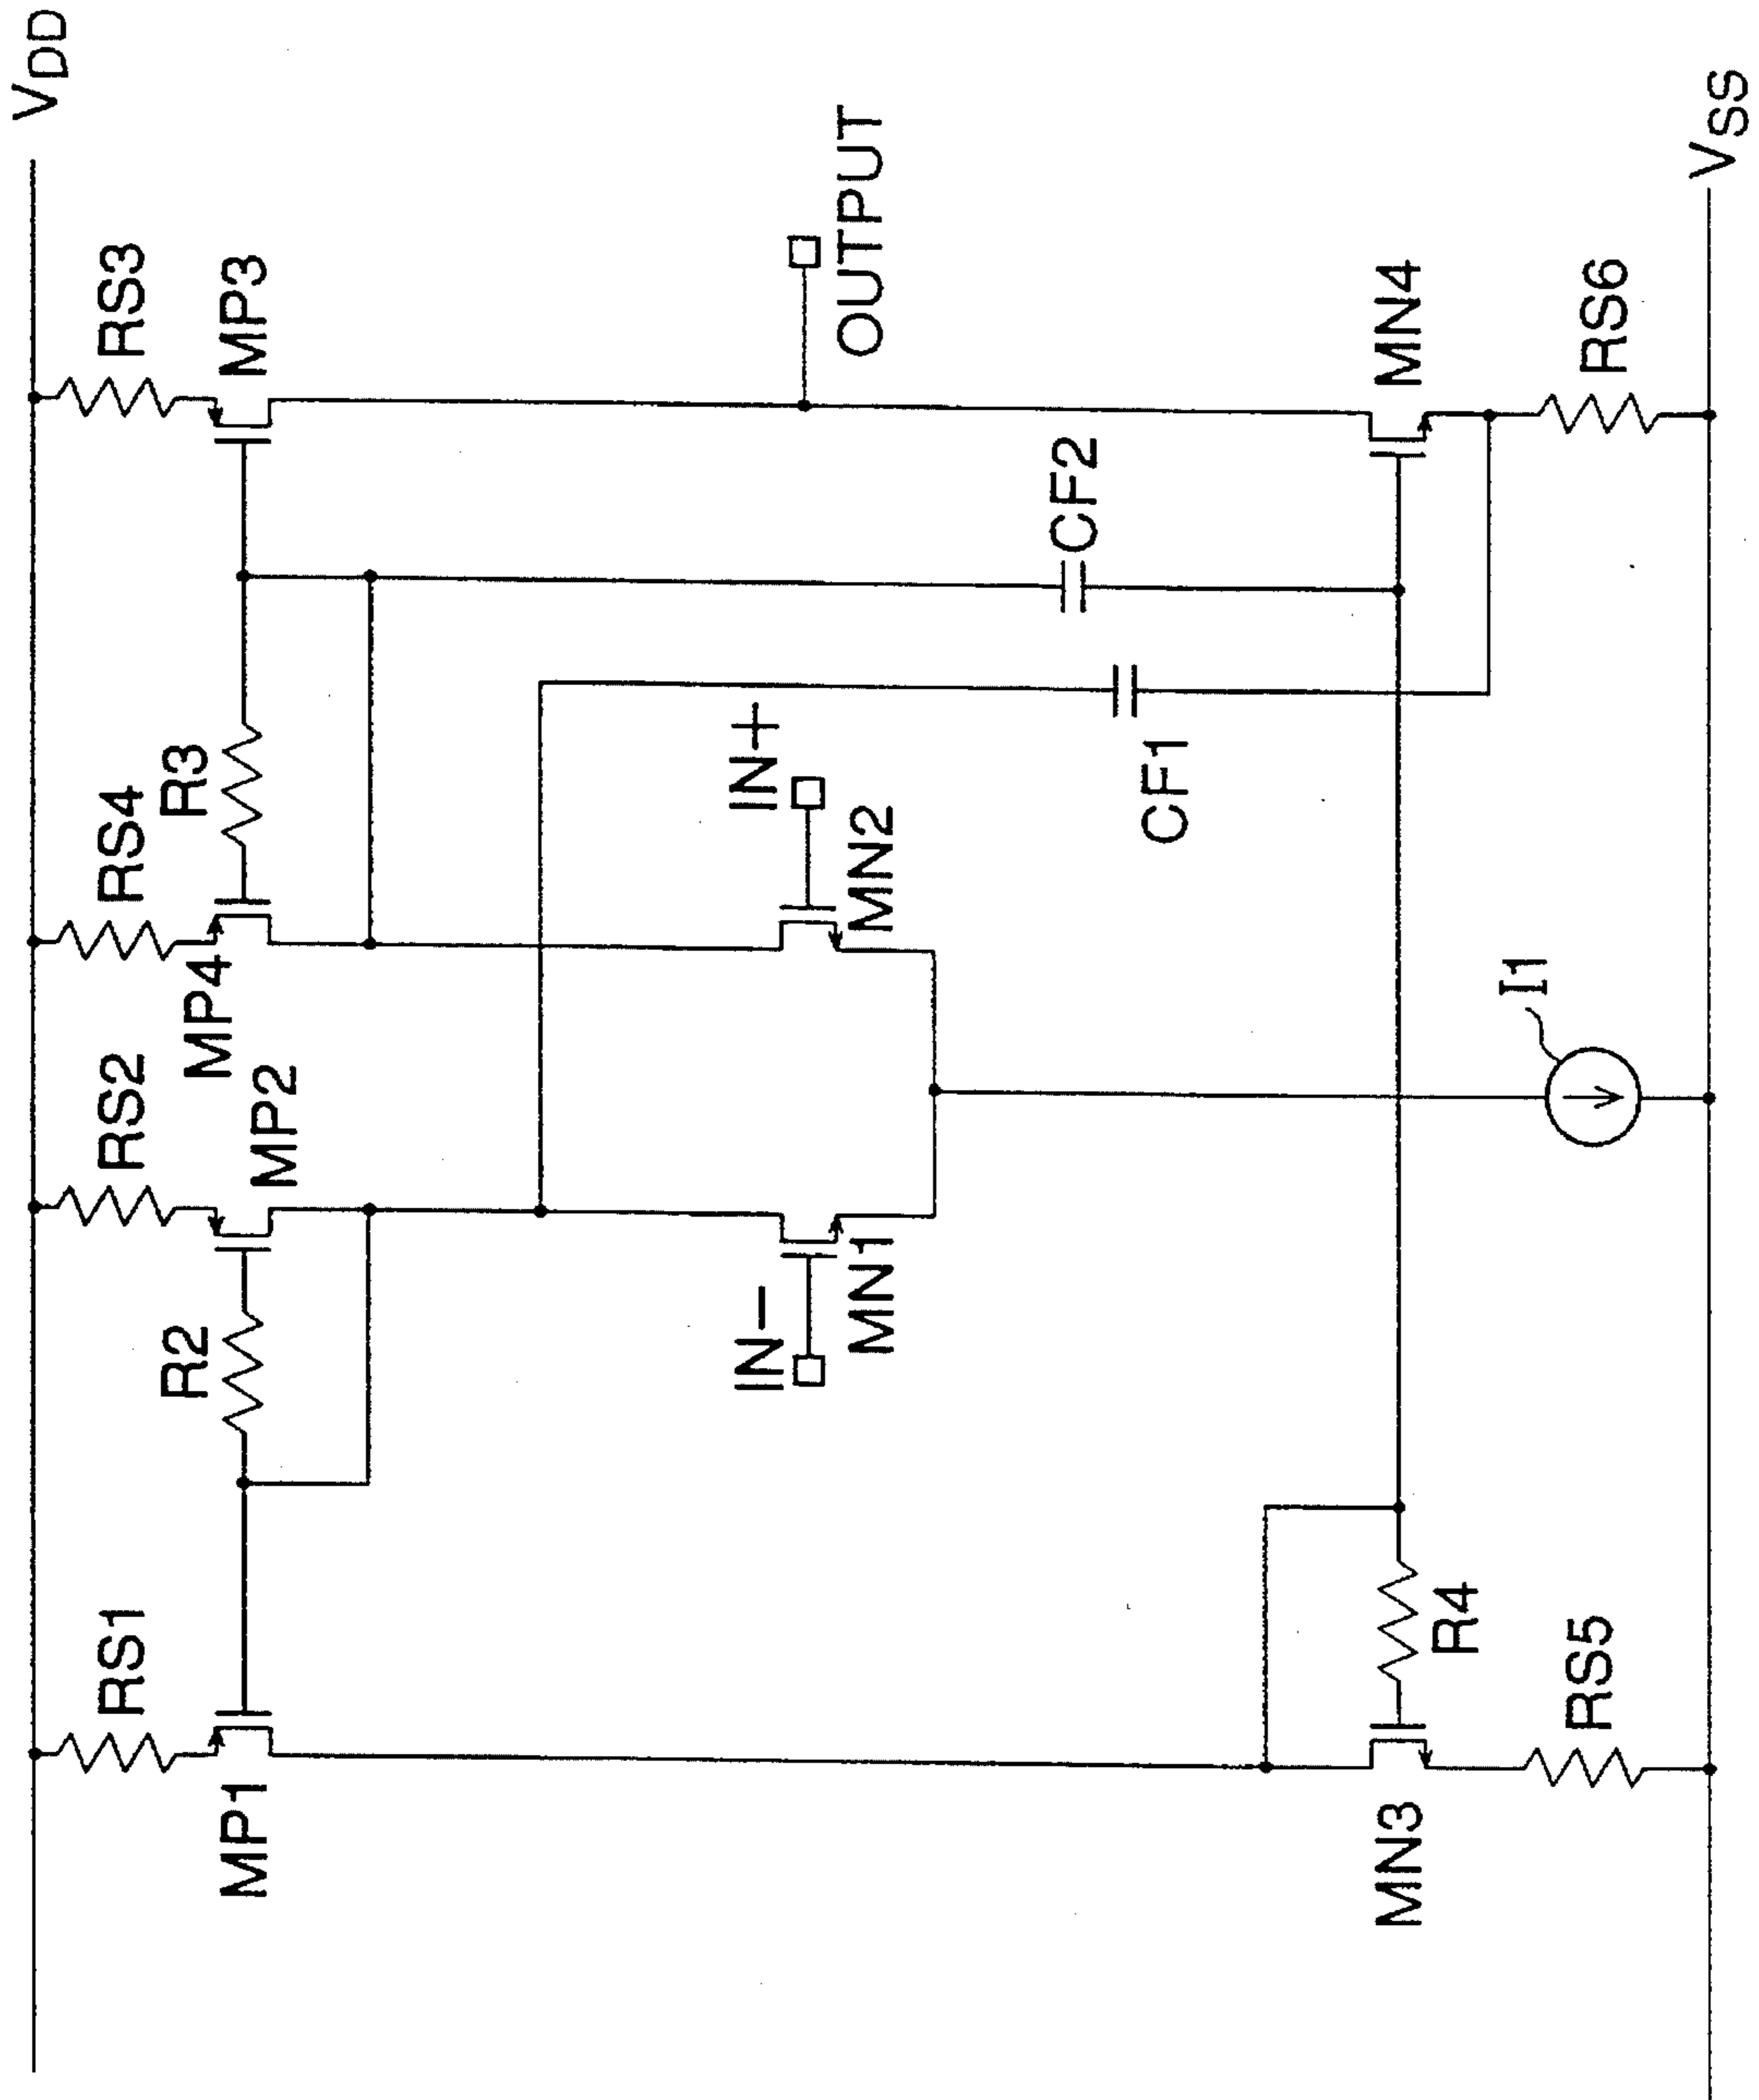 VDD
RS1
RS2
RS4
RS3
MP1
R2
MP2
MP4
R3
MP3
IN-
MN1
IN+
MN2
OUTPUT
CF1
CF2
MN3
R4
I1
MN4
RS5
RS6
VSS